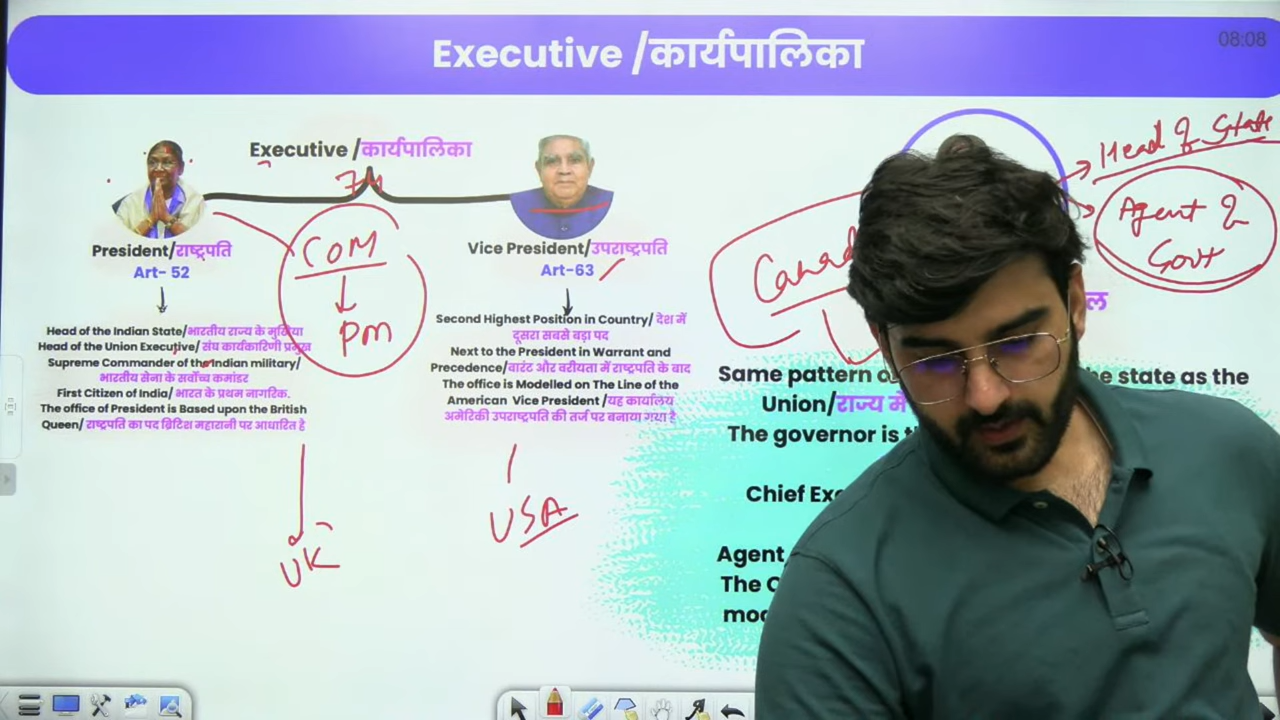 Executive /कार्यपालिका
08:08
Executive /कार्यपालिका
74
COM
PM
President/राष्ट्रपति
Art- 52
Head of the Indian State/भारतीय राज्य के मुखिया
Head of the Union Executive/ संघ कार्यकारिणी प्रमुख
Supreme Commander of the Indian military/
भारतीय सेना के सर्वोच्च कमांडर
First Citizen of India/ भारत के प्रथम नागरिक.
The office of President is Based upon the British
Queen/ राष्ट्रपति का पद ब्रिटिश महारानी पर आधारित है
UK
Vice President/उपराष्ट्रपति
Art-63
Second Highest Position in Country/ देश में
दूसरा सबसे बड़ा पद
Next to the President in Warrant and
Precedence/वारंट और वरीयता में राष्ट्रपति के बाद
The office is Modelled on The Line of the
American Vice President /यह कार्यालय
अमेरिकी उपराष्ट्रपति की तर्ज पर बनाया गया है
USA
Head of State
Agent of
Govt
Same pattern the state as the
Union/राज्य में
The governor is
Chief
Agent
The